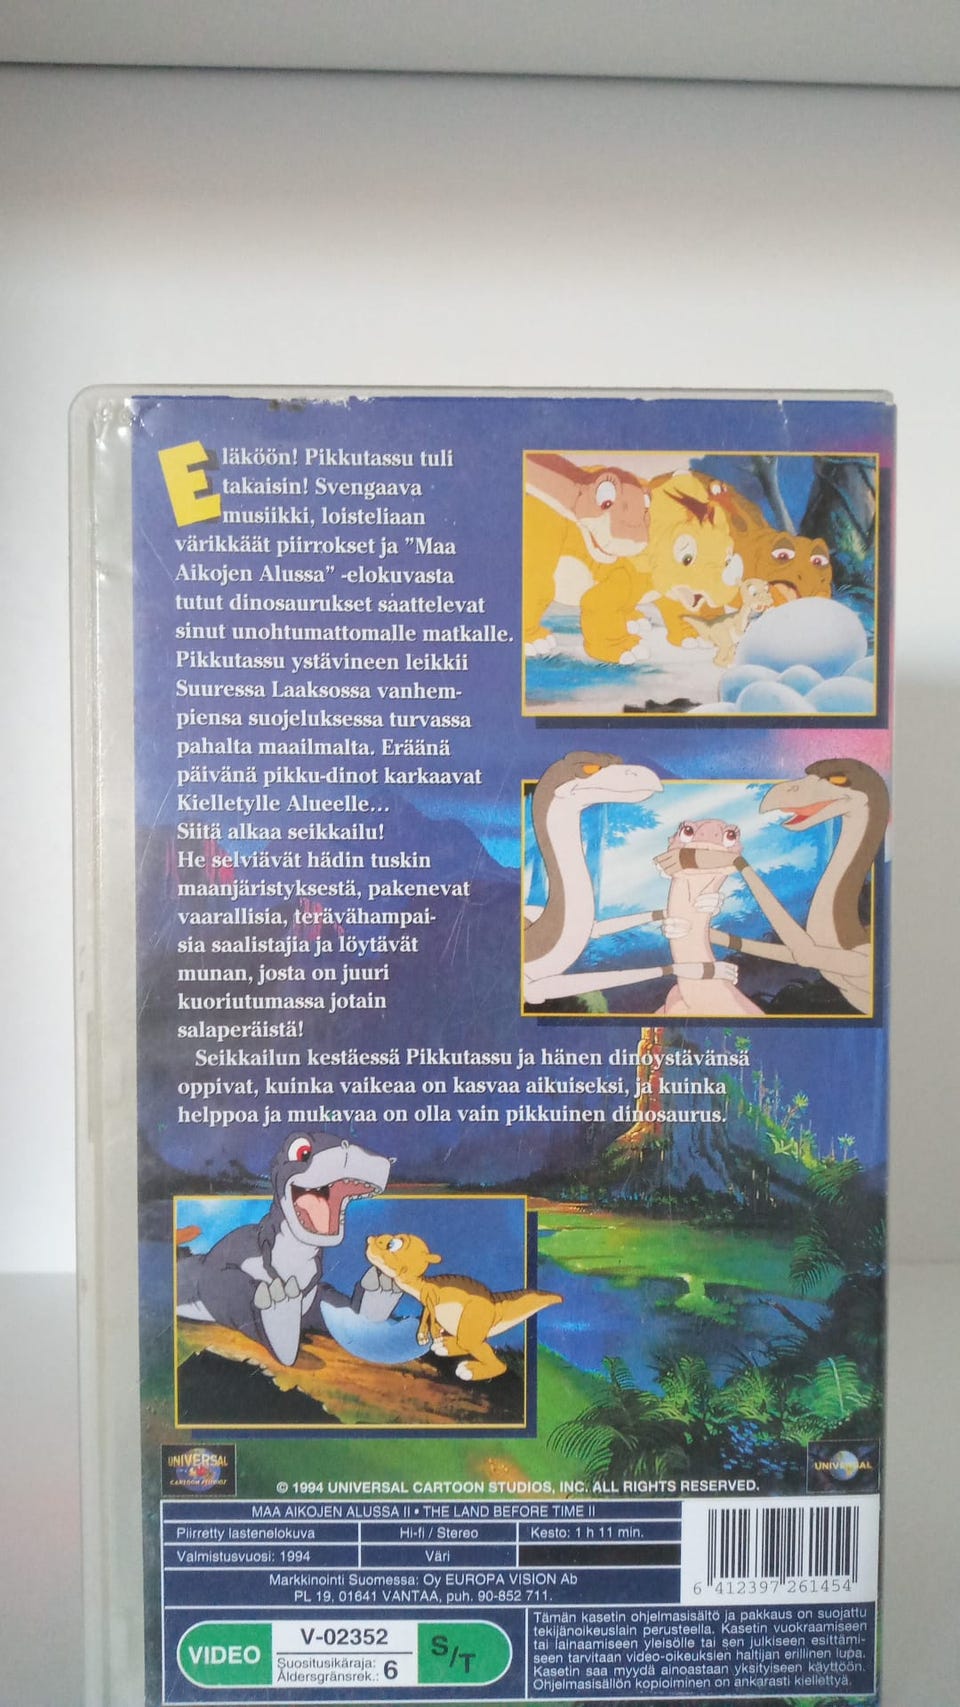 Eläköön! Pikkutassu tuli
takaisin! Svengaava
musiikki, loisteliaan
värikkäät piirrokset ja ”Maa
Aikojen Alussa” -elokuvasta
tutut dinosaurukset saattelevat
sinut unohtumattomalle matkalle.
Pikkutassu ystävineen leikkii
Suuressa Laaksossa vanhem-
piensa suojeluksessa turvassa
pahalta maailmalta. Eräänä
päivänä pikku-dinot karkaavat
Kielletylle Alueelle...
Siitä alkaa seikkailu!
He selviävät hädin tuskin
maanjäristyksestä, pakenevat
vaarallisia, terävähampai-
sia saalistajia ja löytävät
munan, josta on juuri
kuoriutumassa jotain
salaperäistä!
Seikkailun kestäessä Pikkutassu ja hänen dinoystävänsä
oppivat, kuinka vaikeaa on kasvaa aikuiseksi, ja kuinka
helppoa ja mukavaa on olla vain pikkuinen dinosaurus.
UNIVERSAL
CARTOON STUDIOS
UNIVERSAL
© 1994 UNIVERSAL CARTOON STUDIOS, INC. ALL RIGHTS RESERVED.
MAA AIKOJEN ALUSSA II • THE LAND BEFORE TIME II
Piirretty lastenelokuva Hi-fi / Stereo Kesto: 1 h 11 min.
Valmistusvuosi: 1994 Väri
Markkinointi Suomessa: Oy EUROPA VISION Ab
PL 19, 01641 VANTAA, puh. 90-852 711.
6 412397 261454
VIDEO
V-02352
Suositusikäraja:
Åldersgränsrek.: 6
S/T
Tämän kasetin ohjelmasisältö ja pakkaus on suojattu
tekijänoikeuslain perusteella. Kasetin vuokraamiseen
tai lainaamiseen yleisölle tai sen julkiseen esittämi-
seen tarvitaan video-oikeuksien haltijan erillinen lupa.
Kasetin saa myydä ainoastaan yksityiseen käyttöön.
Ohjelmasisällön kopioiminen on ankarasti kiellettyä.